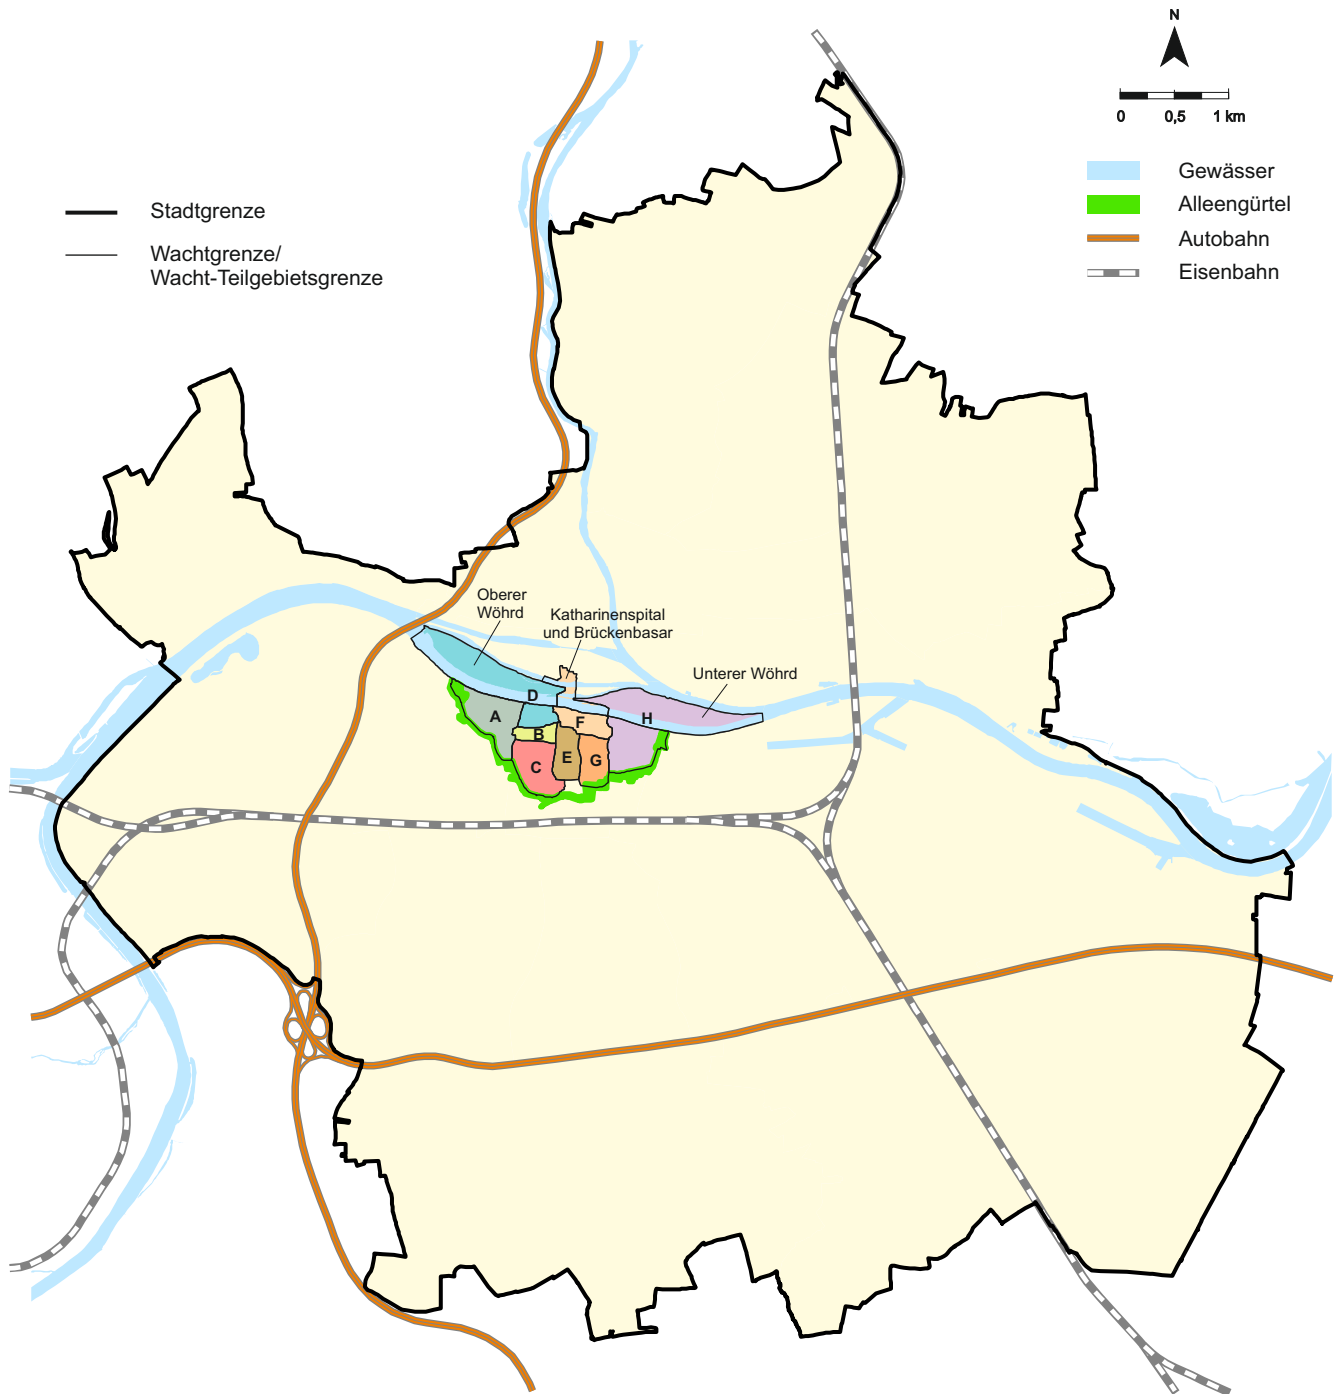 N
0 0,5 1 km
Gewässer
Alleengürtel
Autobahn
Eisenbahn
Stadtgrenze
Wachtgrenze/
Wacht-Teilgebietsgrenze
Oberer
Wöhrd
Katharinenspital
und Brückenbasar
Unterer Wöhrd
D
A
H
F
B
E
G
C